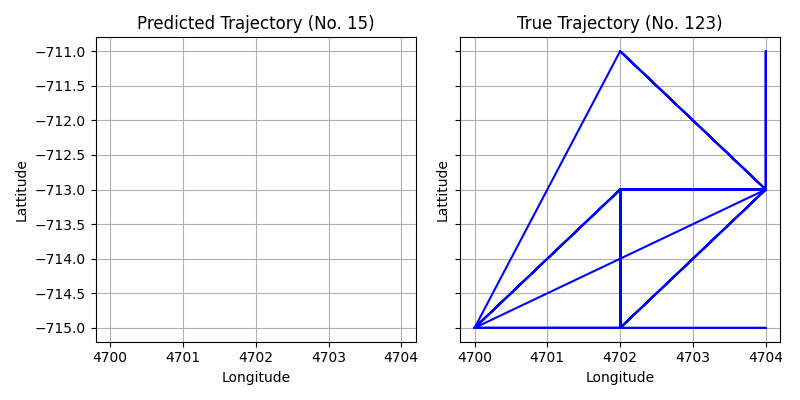 Predicted Trajectory (No. 15)
Lattitude
−711.0
−711.5
−712.0
−712.5
−713.0
−713.5
−714.0
−714.5
−715.0
4700 4701 4702 4703 4704
Longitude
True Trajectory (No. 123)
Lattitude
4700 4701 4702 4703 4704
Longitude